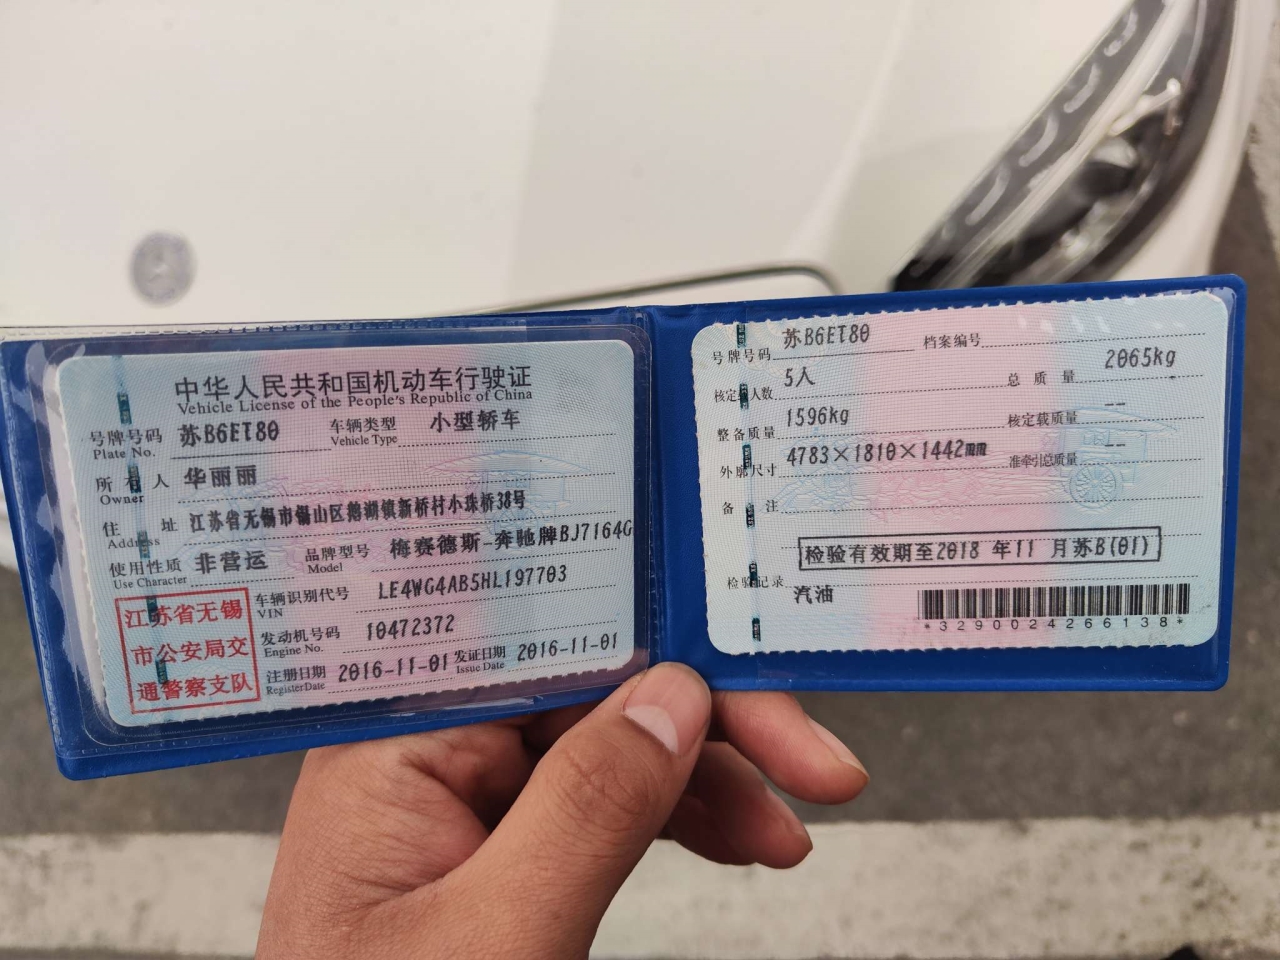 中华人民共和国机动车行驶证
Vehicle License of the People's Republic of China
号牌号码 苏B6ET80 车辆类型 小型轿车
Plate No. Vehicle Type
所有人 华丽丽
Owner
住址 江苏省无锡市锡山区鹅湖镇新桥村小珠桥38号
Address
使用性质 非营运 品牌型号 梅赛德斯-奔驰牌BJ7164G
Use Character Model
江苏省无锡
市公安局交
通警察支队
车辆识别代号 LE4WG4AB5HL197703
VIN
发动机号码 10472372
Engine No.
注册日期 2016-11-01 发证日期 2016-11-01
Register Date Issue Date
号牌号码 苏B6ET80 档案编号
核定人数 5人 总质量 2065kg
整备质量 1596kg 核定载质量 --
外廓尺寸 4783×1810×1442mm 准牵引总质量 --
备注
检验有效期至2018 年11 月苏B(01)
检验记录
汽油
*3290024266138*